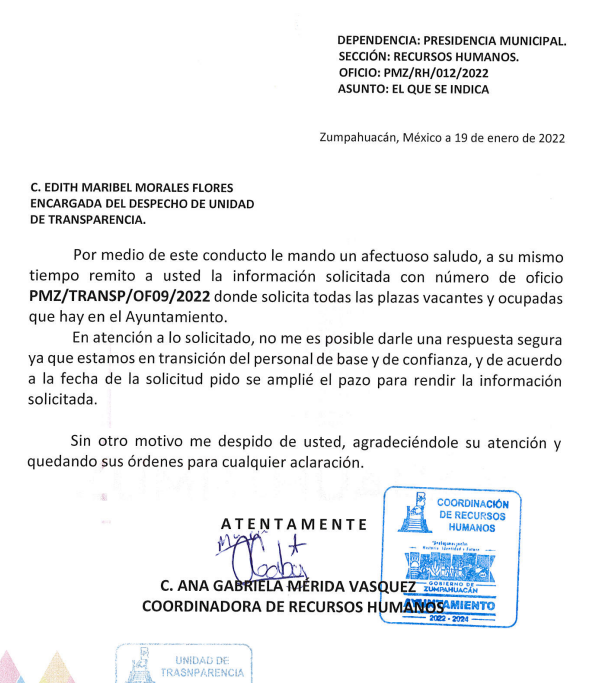 DEPENDENCIA: PRESIDENCIA MUNICIPAL.
SECCIÓN: RECURSOS HUMANOS.
OFICIO: PMZ/RH/012/2022
ASUNTO: EL QUE SE INDICA
Zumpahuacán, México a 19 de enero de 2022
C. EDITH MARIBEL MORALES FLORES
ENCARGADA DEL DESPECHO DE UNIDAD
DE TRANSPARENCIA.
Por medio de este conducto le mando un afectuoso saludo, a su mismo
tiempo remito a usted la información solicitada con número de oficio
PMZ/TRANSP/OF09/2022 donde solicita todas las plazas vacantes y ocupadas
que hay en el Ayuntamiento.
En atención a lo solicitado, no me es posible darle una respuesta segura
ya que estamos en transición del personal de base y de confianza, y de acuerdo
a la fecha de la solicitud pido se amplié el pazo para rendir la información
solicitada.
Sin otro motivo me despido de usted, agradeciéndole su atención y
quedando sus órdenes para cualquier aclaración.
ATENTAMENTE
C. ANA GABRIELA MÉRIDA VASQUEZ
COORDINADORA DE RECURSOS HUMANOS
COORDINACIÓN
DE RECURSOS
HUMANOS
GOBIERNO DE
ZUMPAHUACÁN
AYUNTAMIENTO
2022 - 2024
UNIDAD DE
TRASNPARENCIA